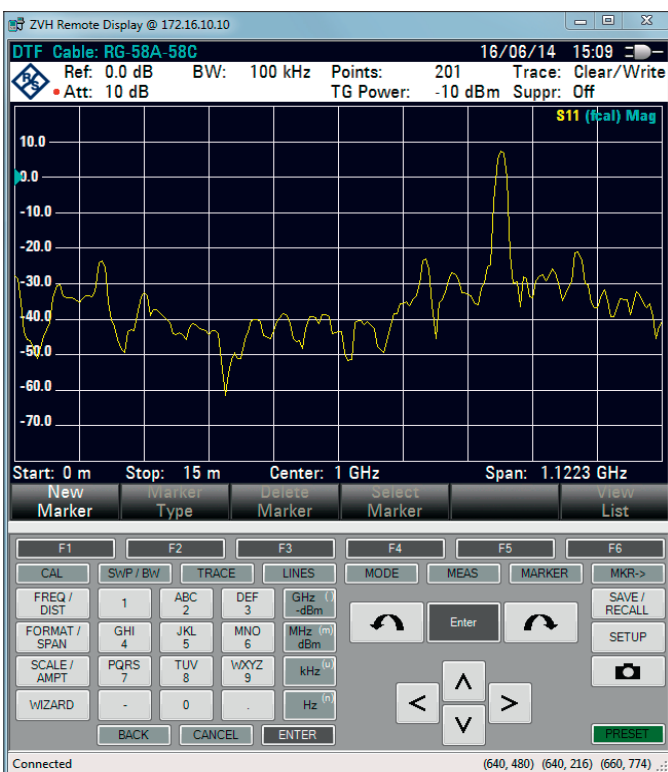 ZVH Remote Display @ 172.16.10.10
DTF Cable: RG-58A-58C 16/06/14 15:09
Ref: 0.0 dB BW: 100 kHz Points: 201 Trace: Clear/Write
Att: 10 dB TG Power: -10 dBm Suppr: Off
S11 (fcal) Mag
10.0
0.0
-10.0
-20.0
-30.0
-40.0
-50.0
-60.0
-70.0
Start: 0 m Stop: 15 m Center: 1 GHz Span: 1.1223 GHz
New Marker Delete Select View
Marker Type Marker Marker List
F1 F2 F3 F4 F5 F6
CAL SWP / BW TRACE LINES MODE MEAS MARKER MKR->
FREQ / ABC DEF GHz () SAVE /
DIST 1 2 3 -dBm RECALL
Enter
FORMAT / GHI JKL MNO MHz (m)
SPAN 4 5 6 dBm SETUP
SCALE / PQRS TUV WXYZ kHz (u)
AMPT 7 8 9
WIZARD - 0 . Hz (n)
BACK CANCEL ENTER PRESET
Connected (640, 480) (640, 216) (660, 774)